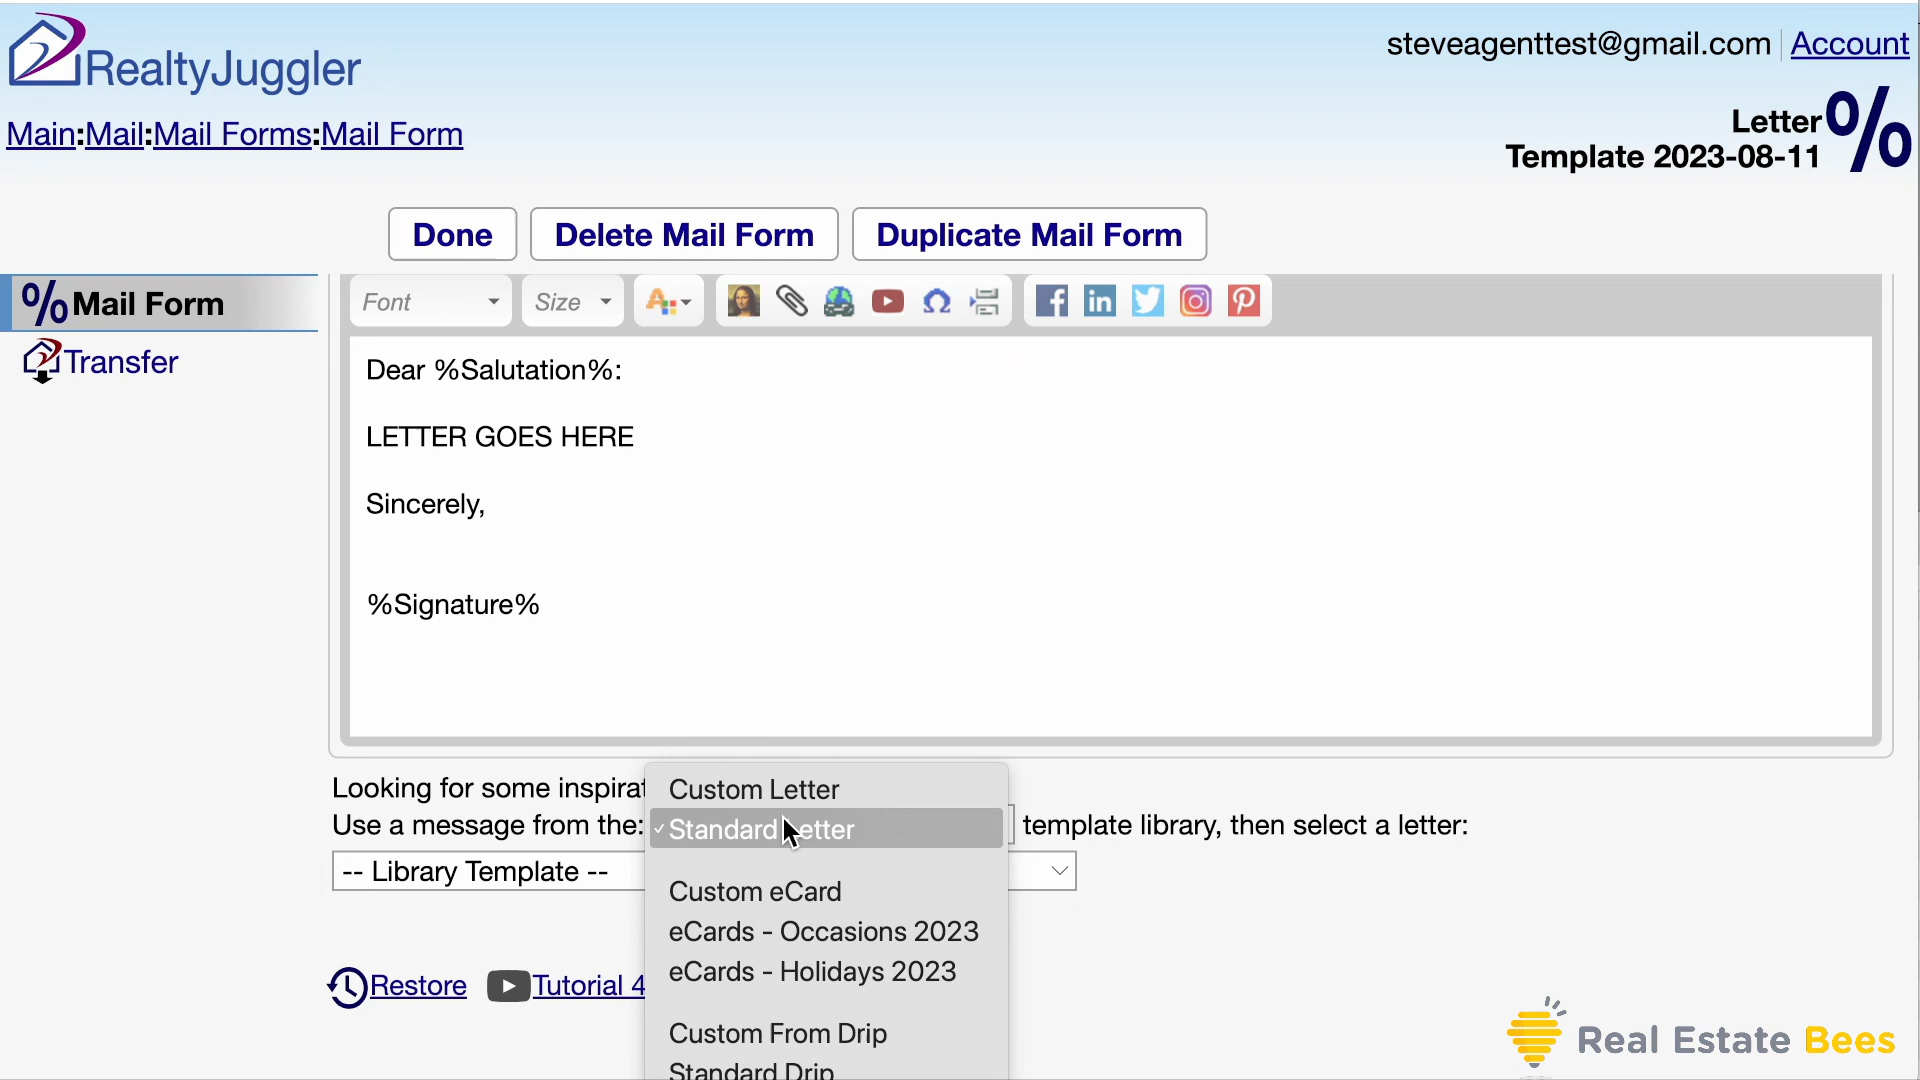 RealtyJuggler
steveagenttest@gmail.com Account
Main:Mail:Mail Forms:Mail Form
Letter
Template 2023-08-11
%
Done Delete Mail Form Duplicate Mail Form
% Mail Form
Transfer
Font Size A
Dear %Salutation%:
LETTER GOES HERE
Sincerely,
%Signature%
Looking for some inspirat
Use a message from the: template library, then select a letter:
-- Library Template --
Custom Letter
✓ Standard Letter
Custom eCard
eCards - Occasions 2023
eCards - Holidays 2023
Custom From Drip
Standard Drip
Restore Tutorial 4
Real Estate Bees